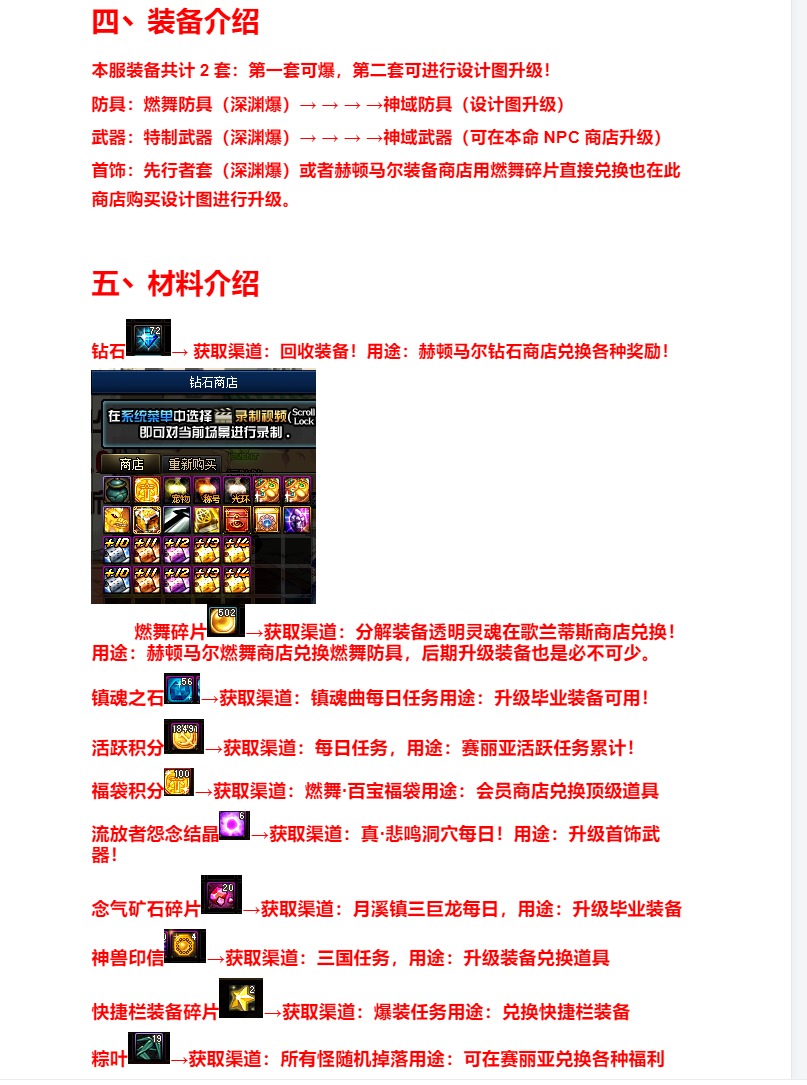 四、装备介绍
本服装备共计 2 套：第一套可爆，第二套可进行设计图升级！
防具：燃舞防具（深渊爆）→ → → →神域防具（设计图升级）
武器：特制武器（深渊爆）→ → → →神域武器（可在本命 NPC 商店升级）
首饰：先行者套（深渊爆）或者赫顿马尔装备商店用燃舞碎片直接兑换也在此
商店购买设计图进行升级。
五、材料介绍
钻石 72 → 获取渠道：回收装备！用途：赫顿马尔钻石商店兑换各种奖励！
钻石商店
在系统菜单中选择 录制视频(Scroll Lock
即可对当前场景进行录制．
商店 重新购买
宠物 称号 光环
+10 +11 +12 +13 +14
+10 +11 +12 +13 +14
燃舞碎片 502 →获取渠道：分解装备透明灵魂在歌兰蒂斯商店兑换！
用途：赫顿马尔燃舞商店兑换燃舞防具，后期升级装备也是必不可少。
镇魂之石 56 →获取渠道：镇魂曲每日任务用途：升级毕业装备可用！
活跃积分 →获取渠道：每日任务，用途：赛丽亚活跃任务累计！
福袋积分 100 →获取渠道：燃舞·百宝福袋用途：会员商店兑换顶级道具
流放者怨念结晶 6 →获取渠道：真·悲鸣洞穴每日！用途：升级首饰武
器！
念气矿石碎片 20 →获取渠道：月溪镇三巨龙每日，用途：升级毕业装备
神兽印信 4 →获取渠道：三国任务，用途：升级装备兑换道具
快捷栏装备碎片 2 →获取渠道：爆装任务用途：兑换快捷栏装备
粽叶 19 →获取渠道：所有怪随机掉落用途：可在赛丽亚兑换各种福利